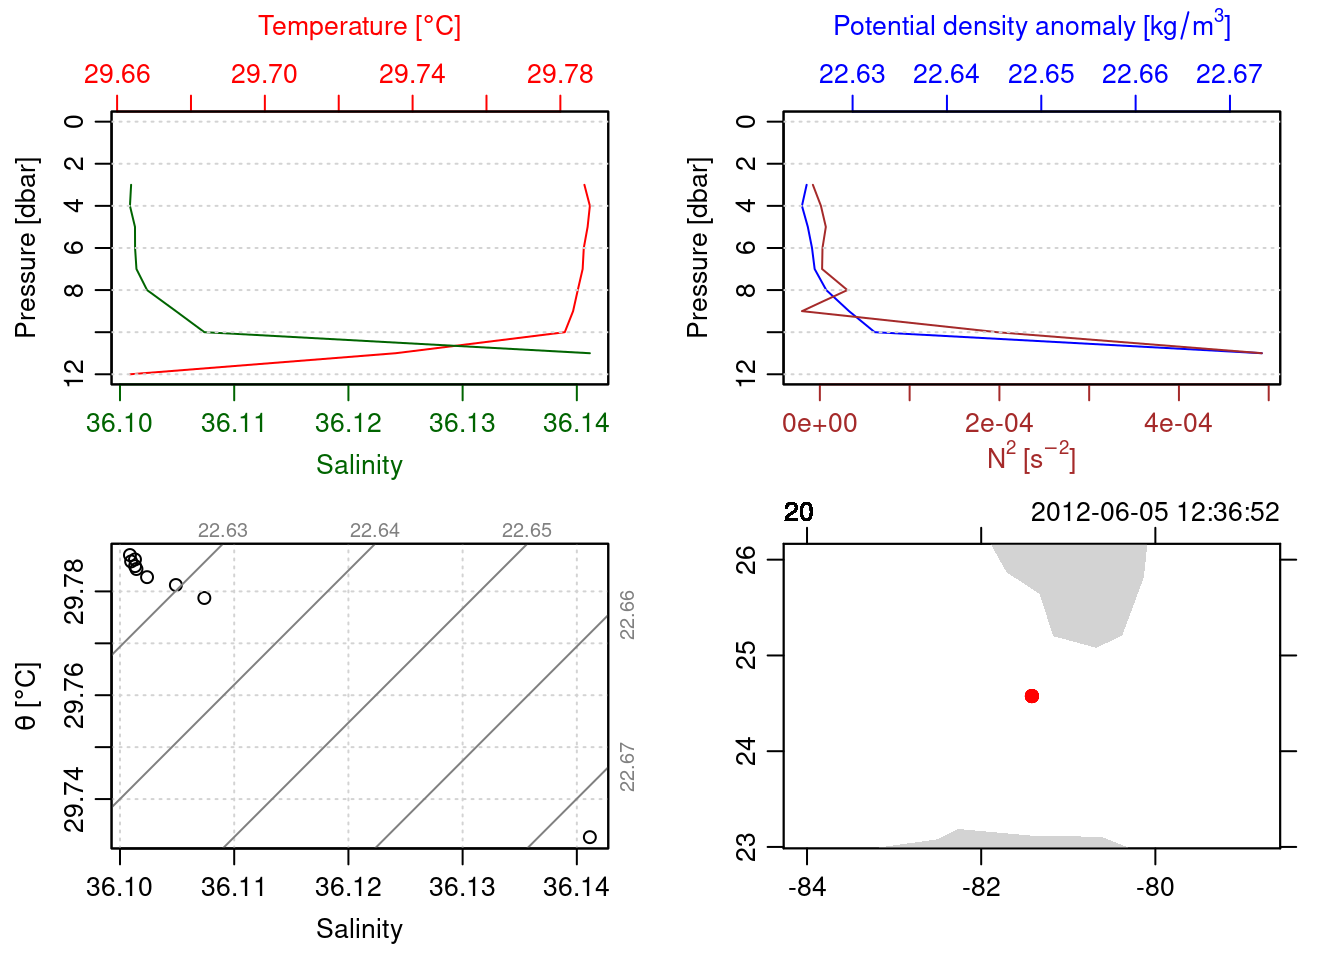 Temperature [°C]
29.66 29.70 29.74 29.78
Pressure [dbar]
0
2
4
6
8
12
36.10 36.11 36.12 36.13 36.14
Salinity
Potential density anomaly [kg/m³]
22.63 22.64 22.65 22.66 22.67
Pressure [dbar]
0
2
4
6
8
12
0e+00 2e-04 4e-04
N² [s⁻²]
22.63 22.64 22.65
22.66
22.67
θ [°C]
29.78
29.76
29.74
36.10 36.11 36.12 36.13 36.14
Salinity
20 2012-06-05 12:36:52
26
25
24
23
-84 -82 -80